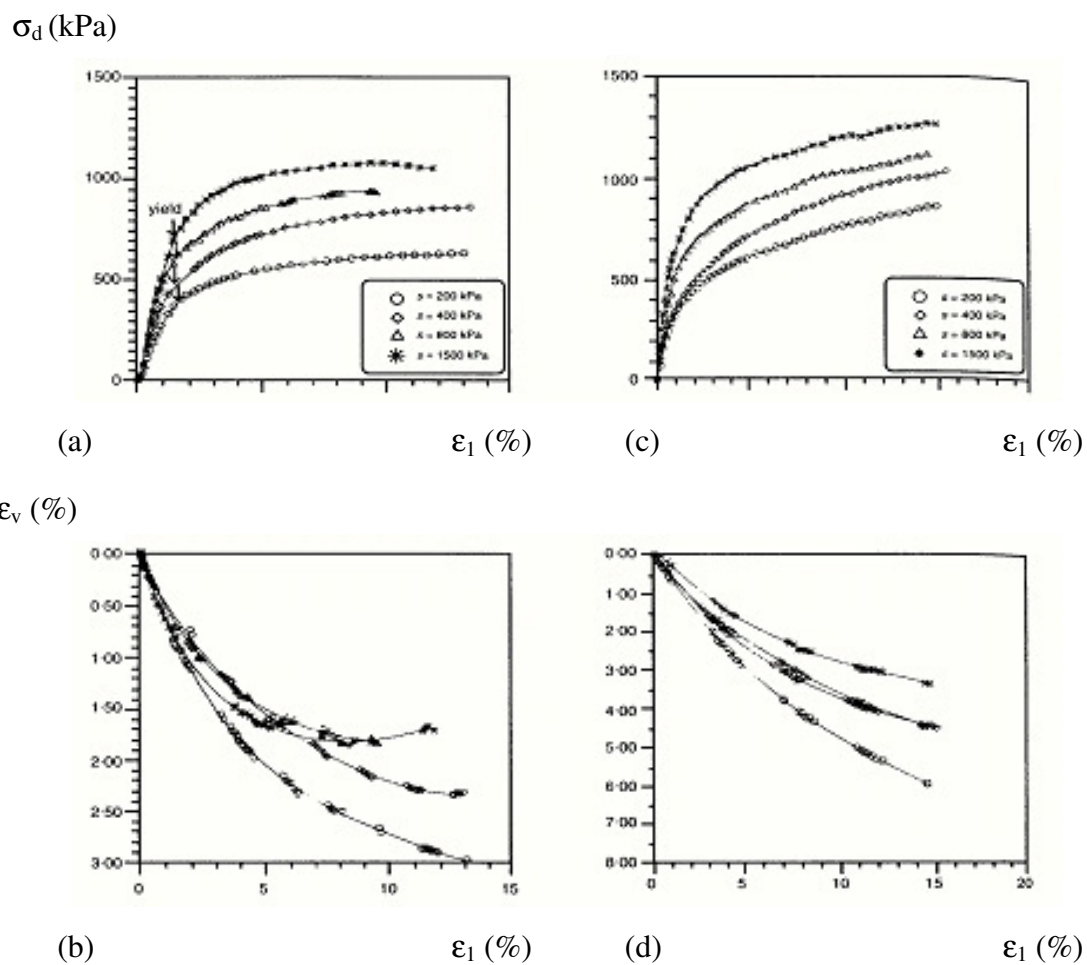 σd (kPa)
1500
1000
500
0
yield
s = 200 kPa
s = 400 kPa
s = 800 kPa
s = 1500 kPa
1500
1000
500
0
s = 200 kPa
s = 400 kPa
s = 800 kPa
s = 1500 kPa
(a) ε1 (%) (c) ε1 (%)
εv (%)
0·00
0·50
1·00
1·50
2·00
2·50
3·00
0 5 10 15
0·00
1·00
2·00
3·00
4·00
5·00
6·00
7·00
8·00
0 5 10 15 20
(b) ε1 (%) (d) ε1 (%)